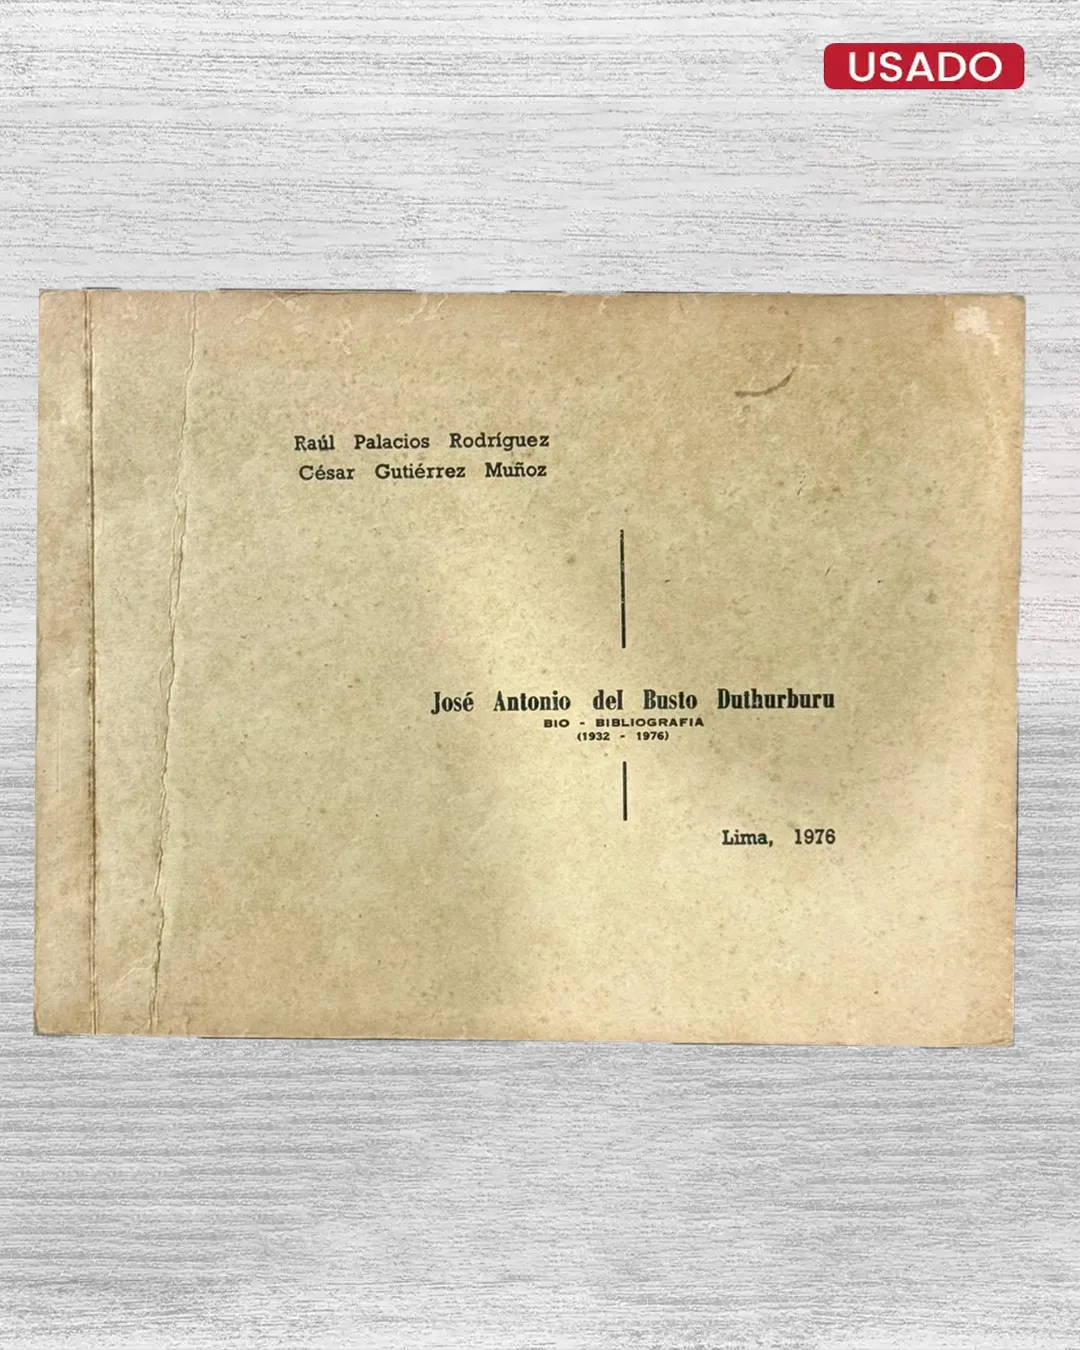 USADO
Raúl Palacios Rodríguez
César Gutiérrez Muñoz
José Antonio del Busto Duthurburu
BIO - BIBLIOGRAFIA
(1932 - 1976)
Lima, 1976